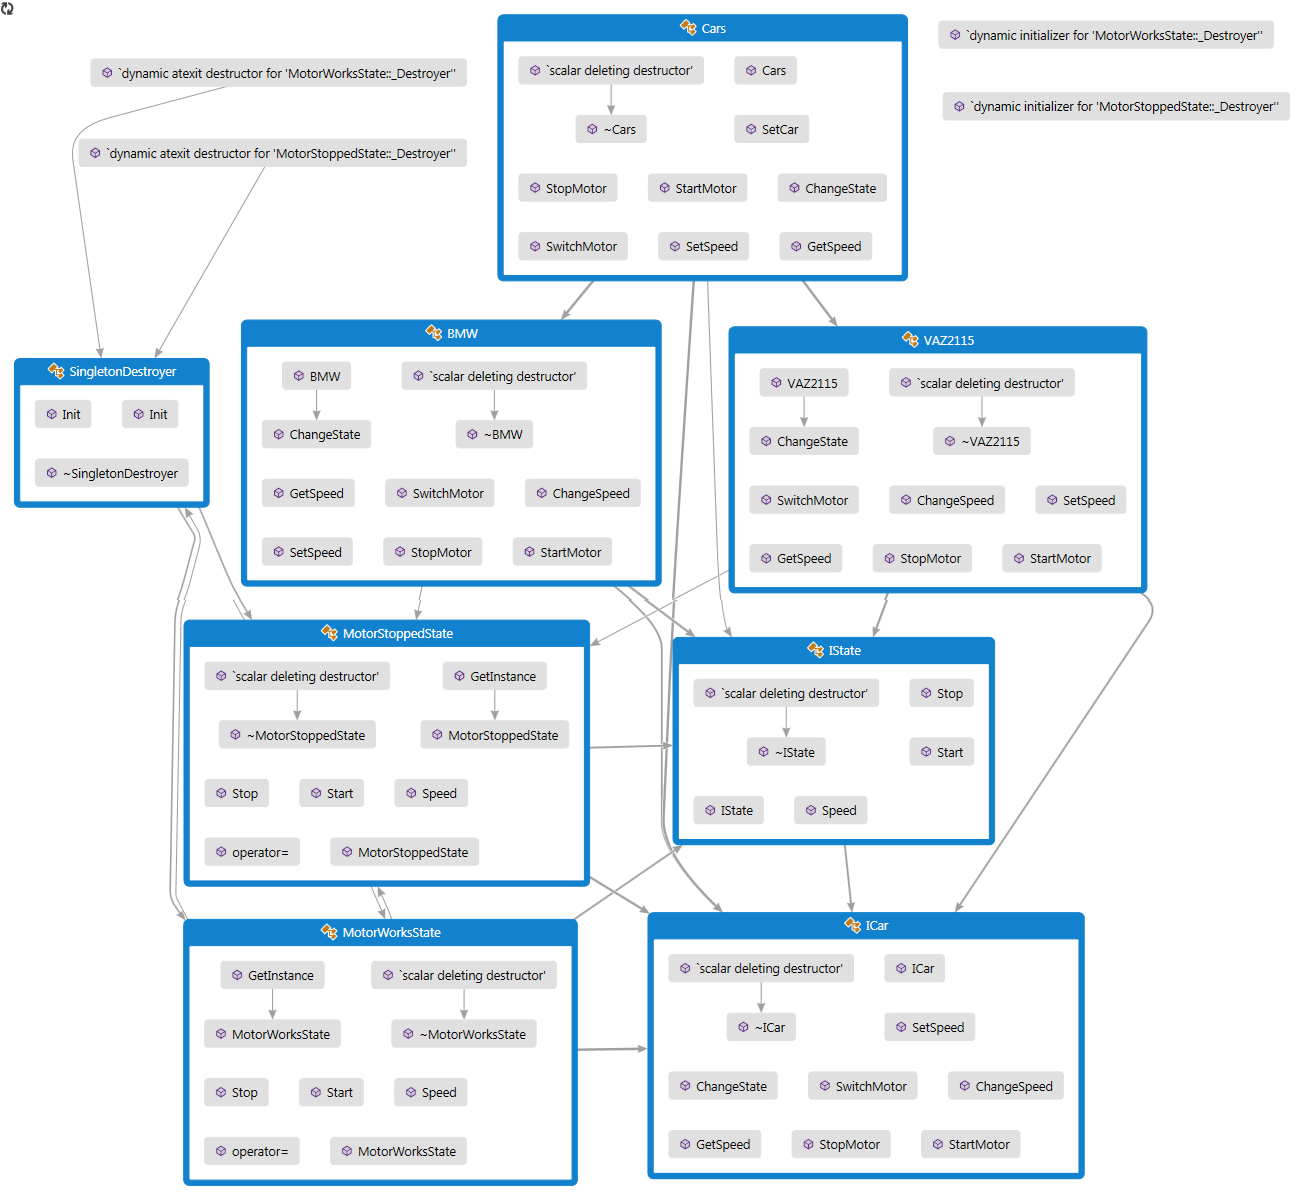 Cars
`dynamic initializer for 'MotorWorksState::_Destroyer''
`dynamic atexit destructor for 'MotorWorksState::_Destroyer''
`scalar deleting destructor'
Cars
`dynamic initializer for 'MotorStoppedState::_Destroyer''
~Cars
SetCar
`dynamic atexit destructor for 'MotorStoppedState::_Destroyer''
StopMotor
StartMotor
ChangeState
SwitchMotor
SetSpeed
GetSpeed
SingletonDestroyer
Init
Init
~SingletonDestroyer
BMW
BMW
`scalar deleting destructor'
ChangeState
~BMW
GetSpeed
SwitchMotor
ChangeSpeed
SetSpeed
StopMotor
StartMotor
VAZ2115
VAZ2115
`scalar deleting destructor'
ChangeState
~VAZ2115
SwitchMotor
ChangeSpeed
SetSpeed
GetSpeed
StopMotor
StartMotor
MotorStoppedState
`scalar deleting destructor'
GetInstance
~MotorStoppedState
MotorStoppedState
Stop
Start
Speed
operator=
MotorStoppedState
IState
`scalar deleting destructor'
Stop
~IState
Start
IState
Speed
MotorWorksState
GetInstance
`scalar deleting destructor'
MotorWorksState
~MotorWorksState
Stop
Start
Speed
operator=
MotorWorksState
ICar
`scalar deleting destructor'
ICar
~ICar
SetSpeed
ChangeState
SwitchMotor
ChangeSpeed
GetSpeed
StopMotor
StartMotor